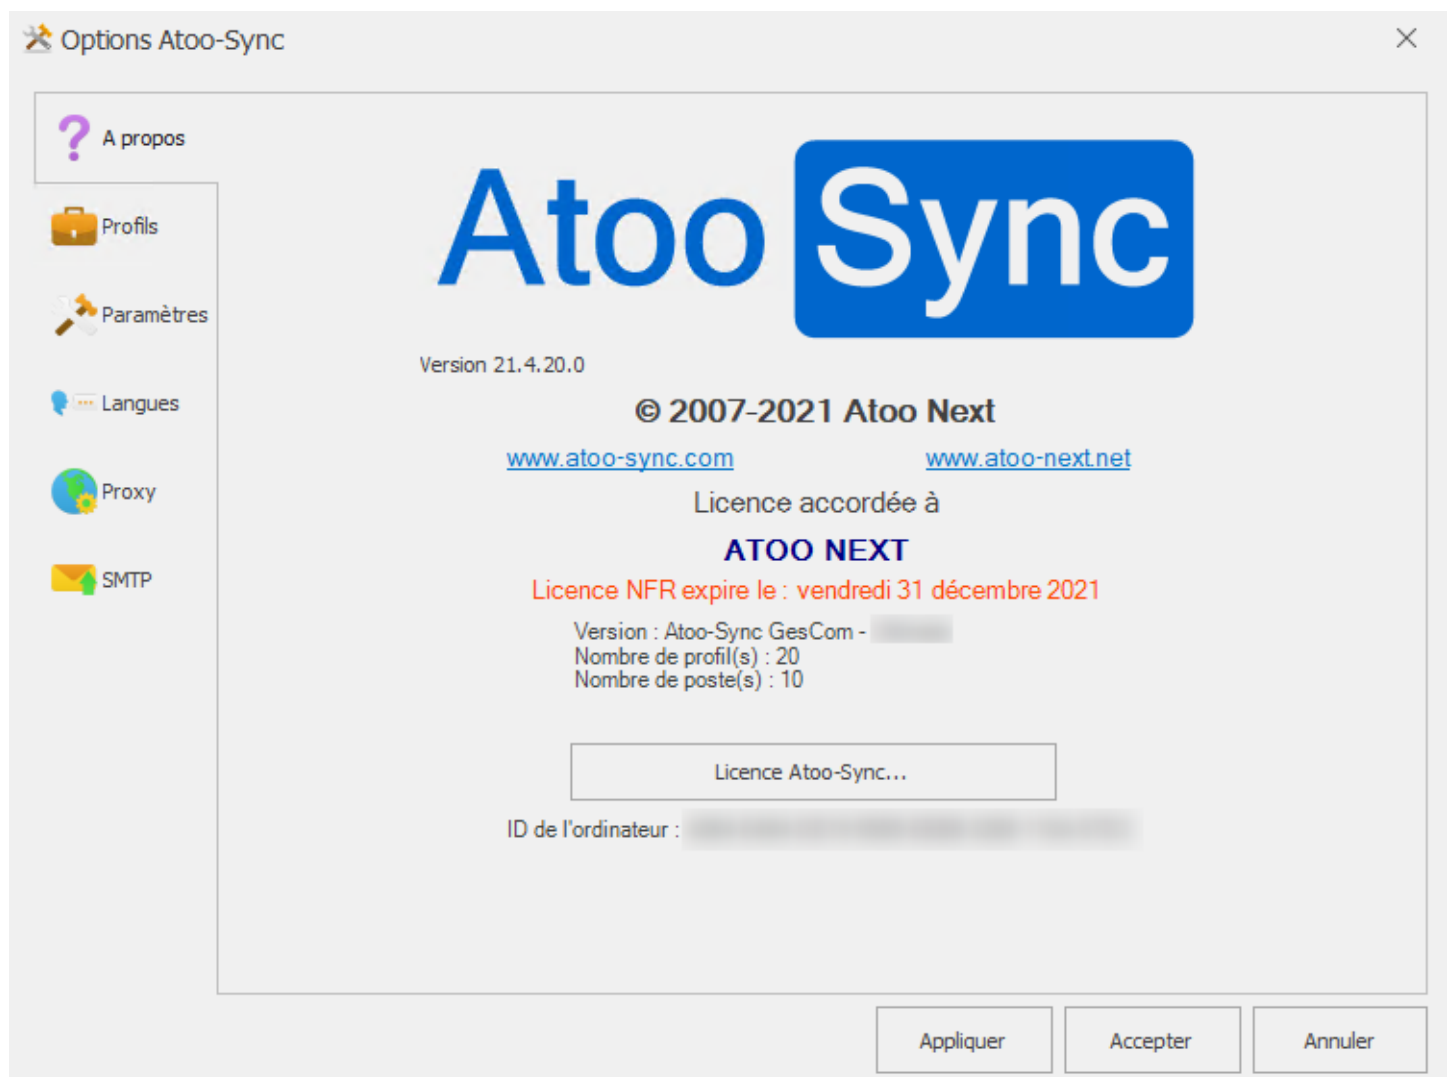 Options Atoo-Sync
A propos
Profils
Paramètres
Langues
Proxy
SMTP
Atoo Sync
Version 21.4.20.0
© 2007-2021 Atoo Next
www.atoo-sync.com www.atoo-next.net
Licence accordée à
ATOO NEXT
Licence NFR expire le : vendredi 31 décembre 2021
Version : Atoo-Sync GesCom -
Nombre de profil(s) : 20
Nombre de poste(s) : 10
Licence Atoo-Sync...
ID de l'ordinateur :
Appliquer Accepter Annuler